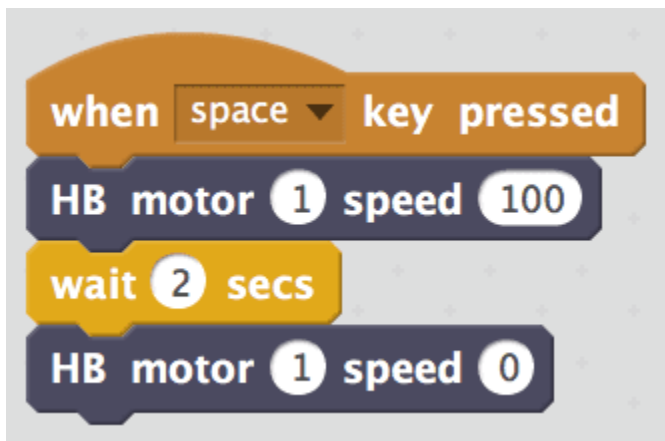 when space key pressed
HB motor 1 speed 100
wait 2 secs
HB motor 1 speed 0